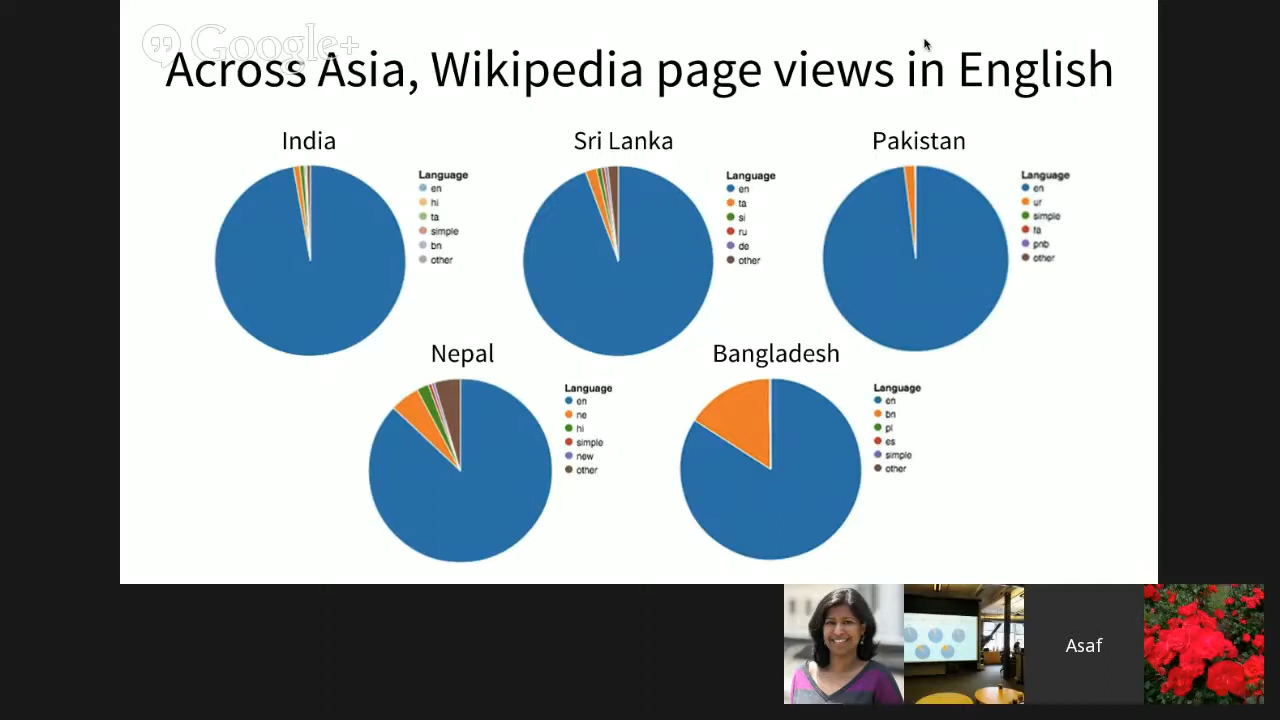 Google+
Across Asia, Wikipedia page views in English
India
Sri Lanka
Pakistan
Language
en
hi
ta
simple
bn
other
Language
en
ta
si
ru
de
other
Language
en
ur
simple
fa
pnb
other
Nepal
Bangladesh
Language
en
ne
hi
simple
new
other
Language
en
bn
pl
es
simple
other
Asaf